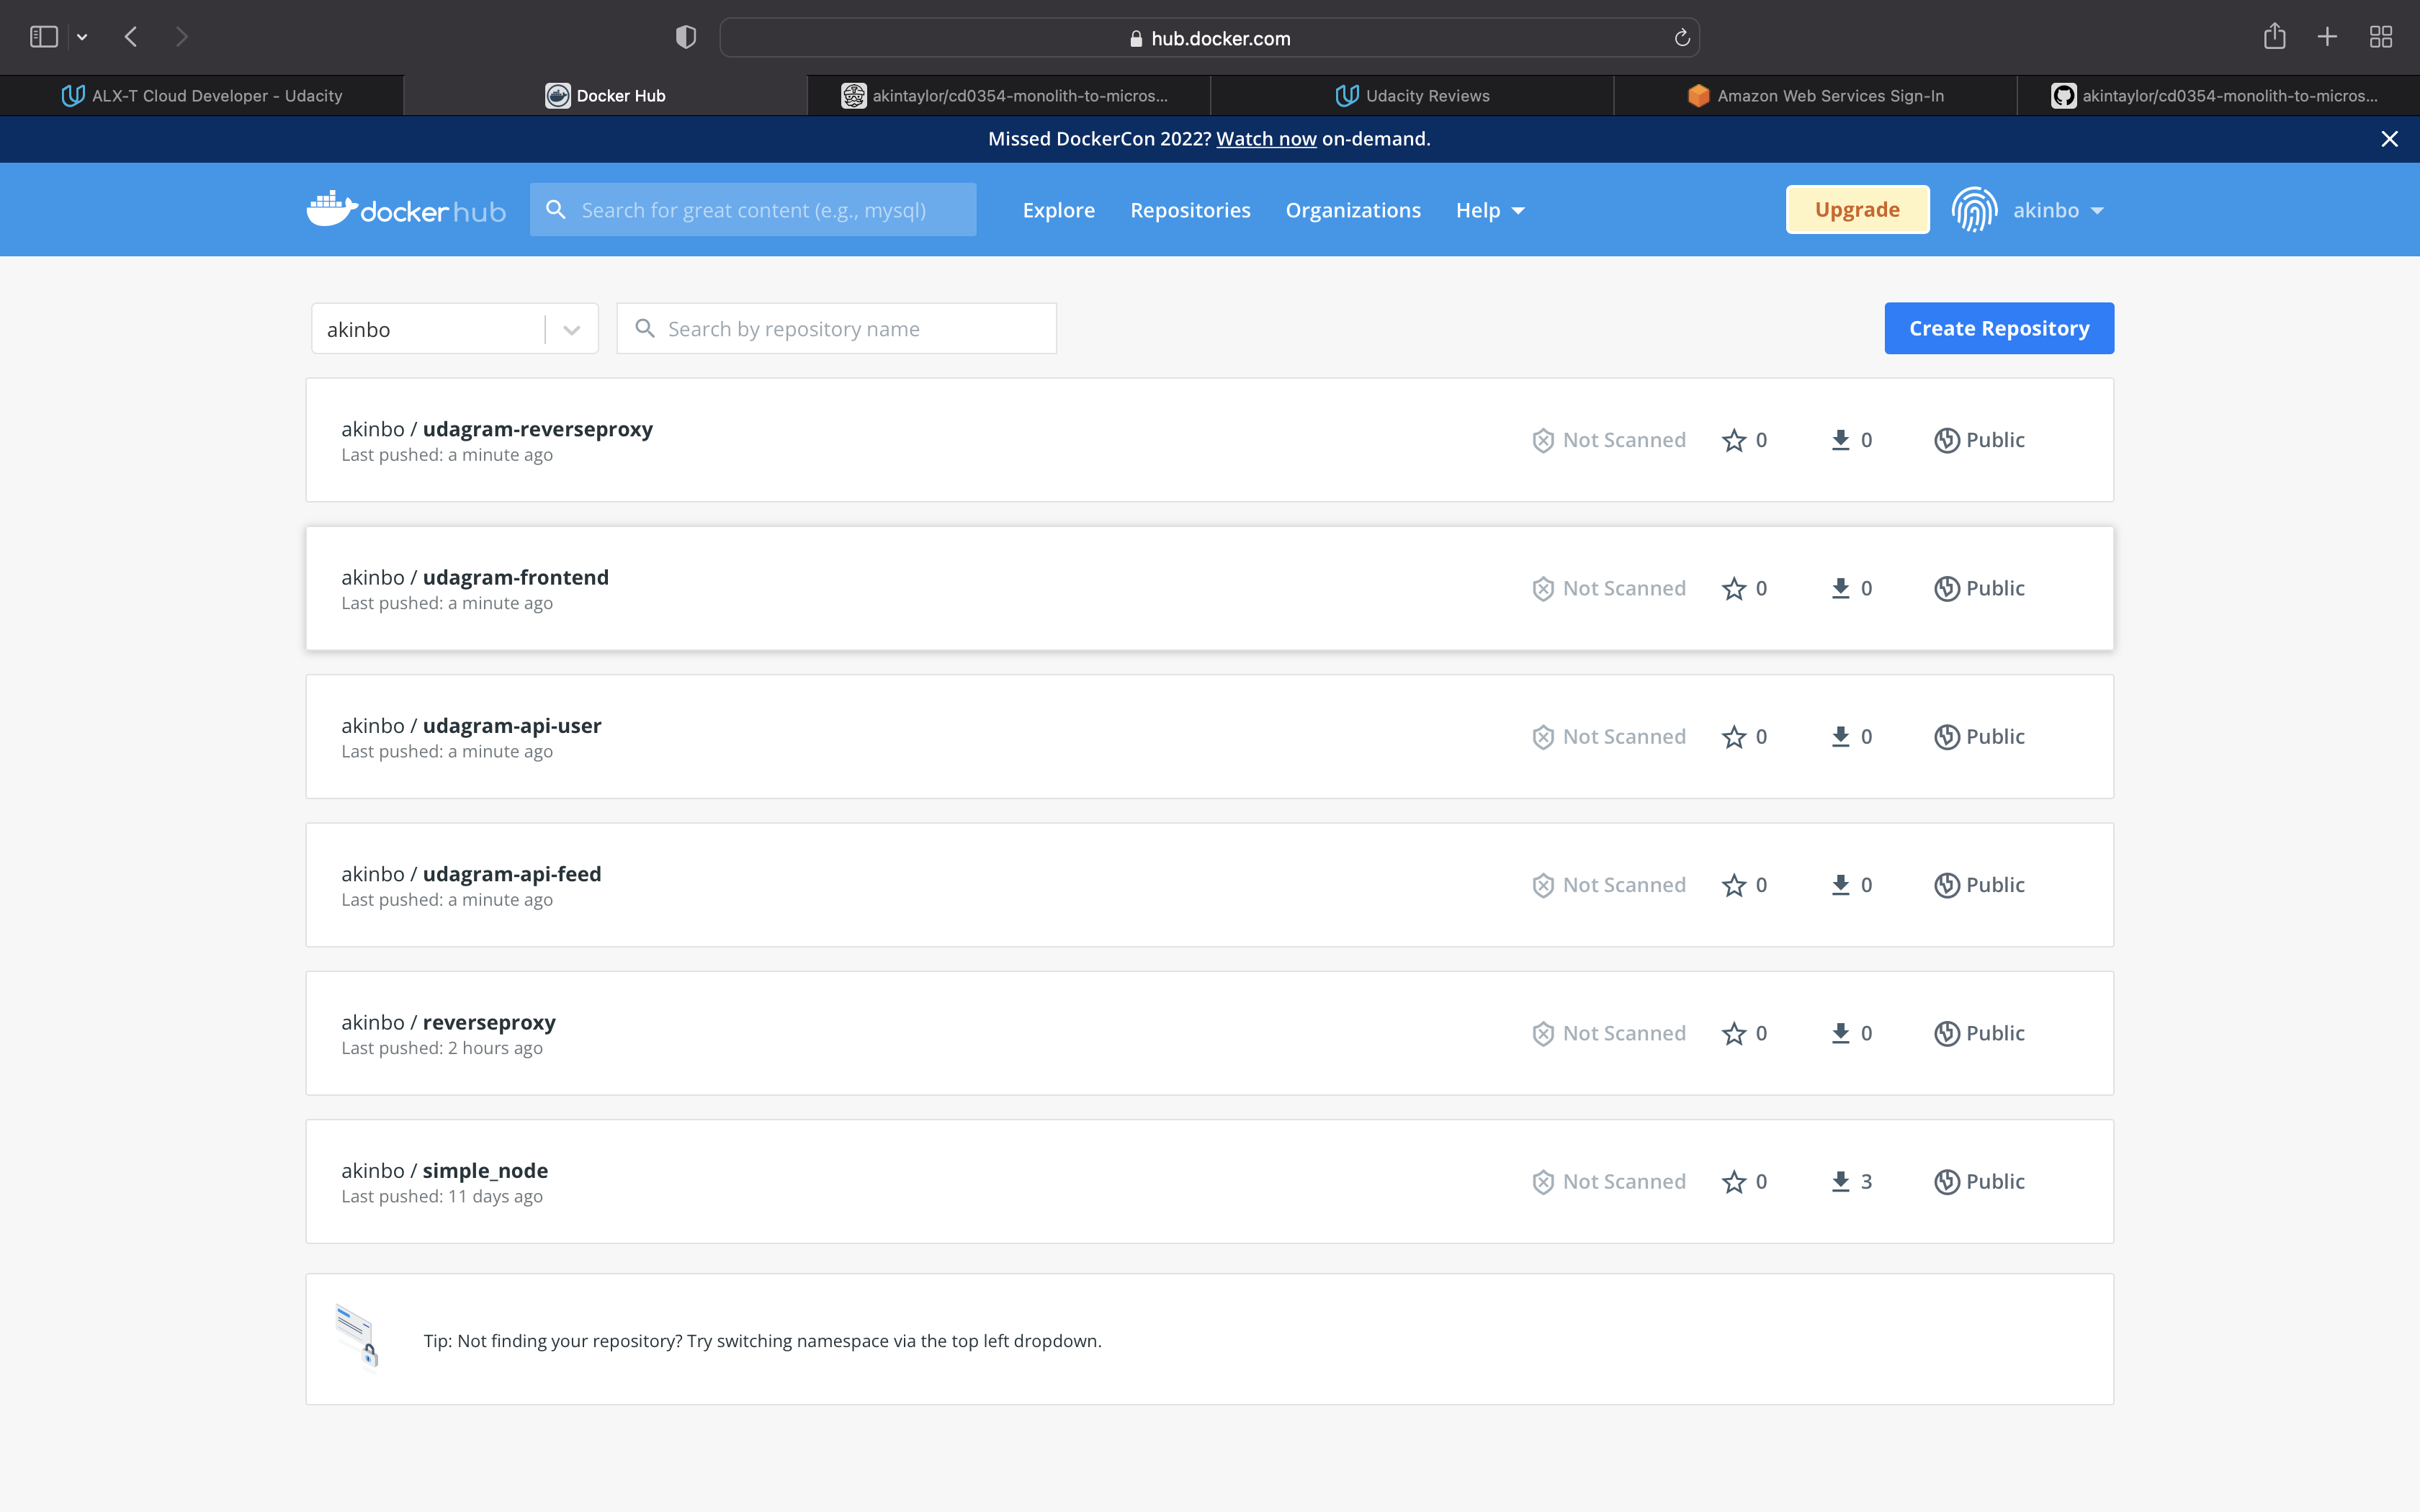 hub.docker.com
ALX-T Cloud Developer - Udacity
Docker Hub
akintaylor/cd0354-monolith-to-micros...
Udacity Reviews
Amazon Web Services Sign-In
akintaylor/cd0354-monolith-to-micros...
Missed DockerCon 2022? Watch now on-demand.
docker hub
Search for great content (e.g., mysql)
Explore
Repositories
Organizations
Help
Upgrade
akinbo
akinbo
Search by repository name
Create Repository
akinbo / udagram-reverseproxy
Last pushed: a minute ago
Not Scanned
0
0
Public
akinbo / udagram-frontend
Last pushed: a minute ago
Not Scanned
0
0
Public
akinbo / udagram-api-user
Last pushed: a minute ago
Not Scanned
0
0
Public
akinbo / udagram-api-feed
Last pushed: a minute ago
Not Scanned
0
0
Public
akinbo / reverseproxy
Last pushed: 2 hours ago
Not Scanned
0
0
Public
akinbo / simple_node
Last pushed: 11 days ago
Not Scanned
0
3
Public
Tip: Not finding your repository? Try switching namespace via the top left dropdown.